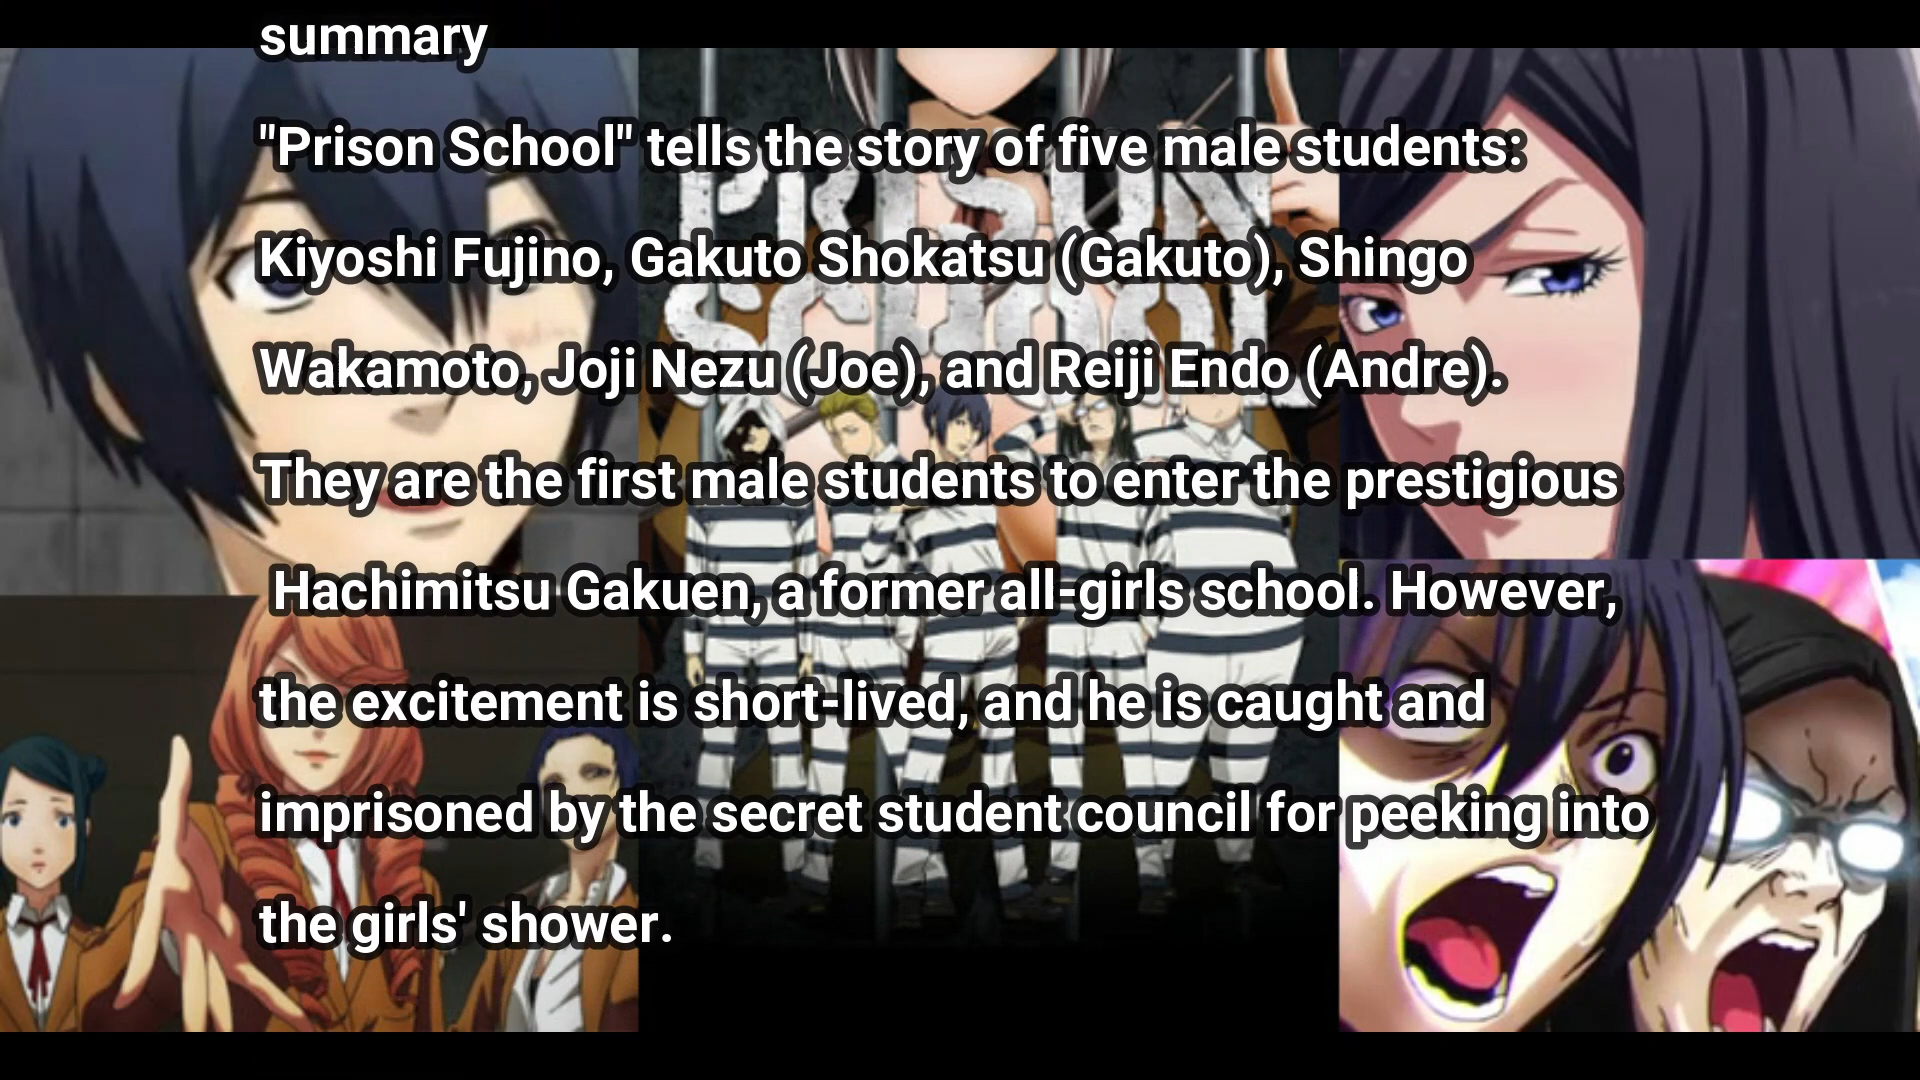 summary
"Prison School" tells the story of five male students:
Kiyoshi Fujino, Gakuto Shokatsu (Gakuto), Shingo
Wakamoto, Joji Nezu (Joe), and Reiji Endo (Andre).
They are the first male students to enter the prestigious
Hachimitsu Gakuen, a former all-girls school. However,
the excitement is short-lived, and he is caught and
imprisoned by the secret student council for peeking into
the girls' shower.
PRISON
SCHOOL